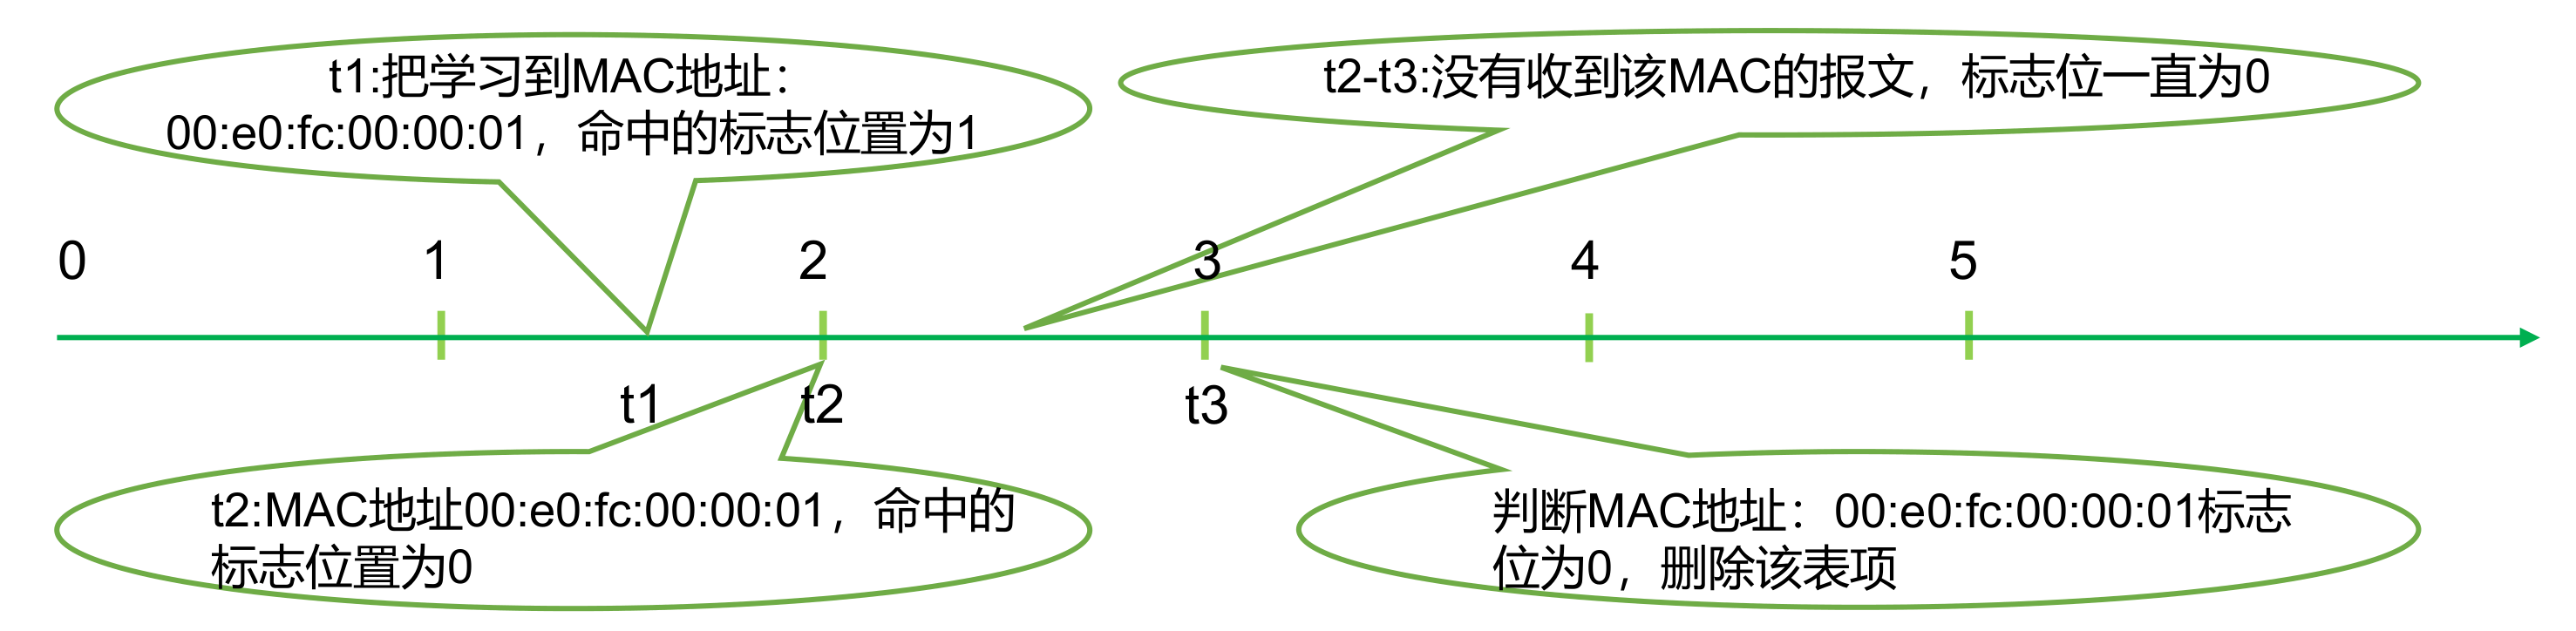 t1:把学习到MAC地址：
00:e0:fc:00:00:01，命中的标志位置为1
t2-t3:没有收到该MAC的报文，标志位一直为0
0
1
2
3
4
5
t1
t2
t3
t2:MAC地址00:e0:fc:00:00:01，命中的
标志位置为0
判断MAC地址：00:e0:fc:00:00:01标志
位为0，删除该表项